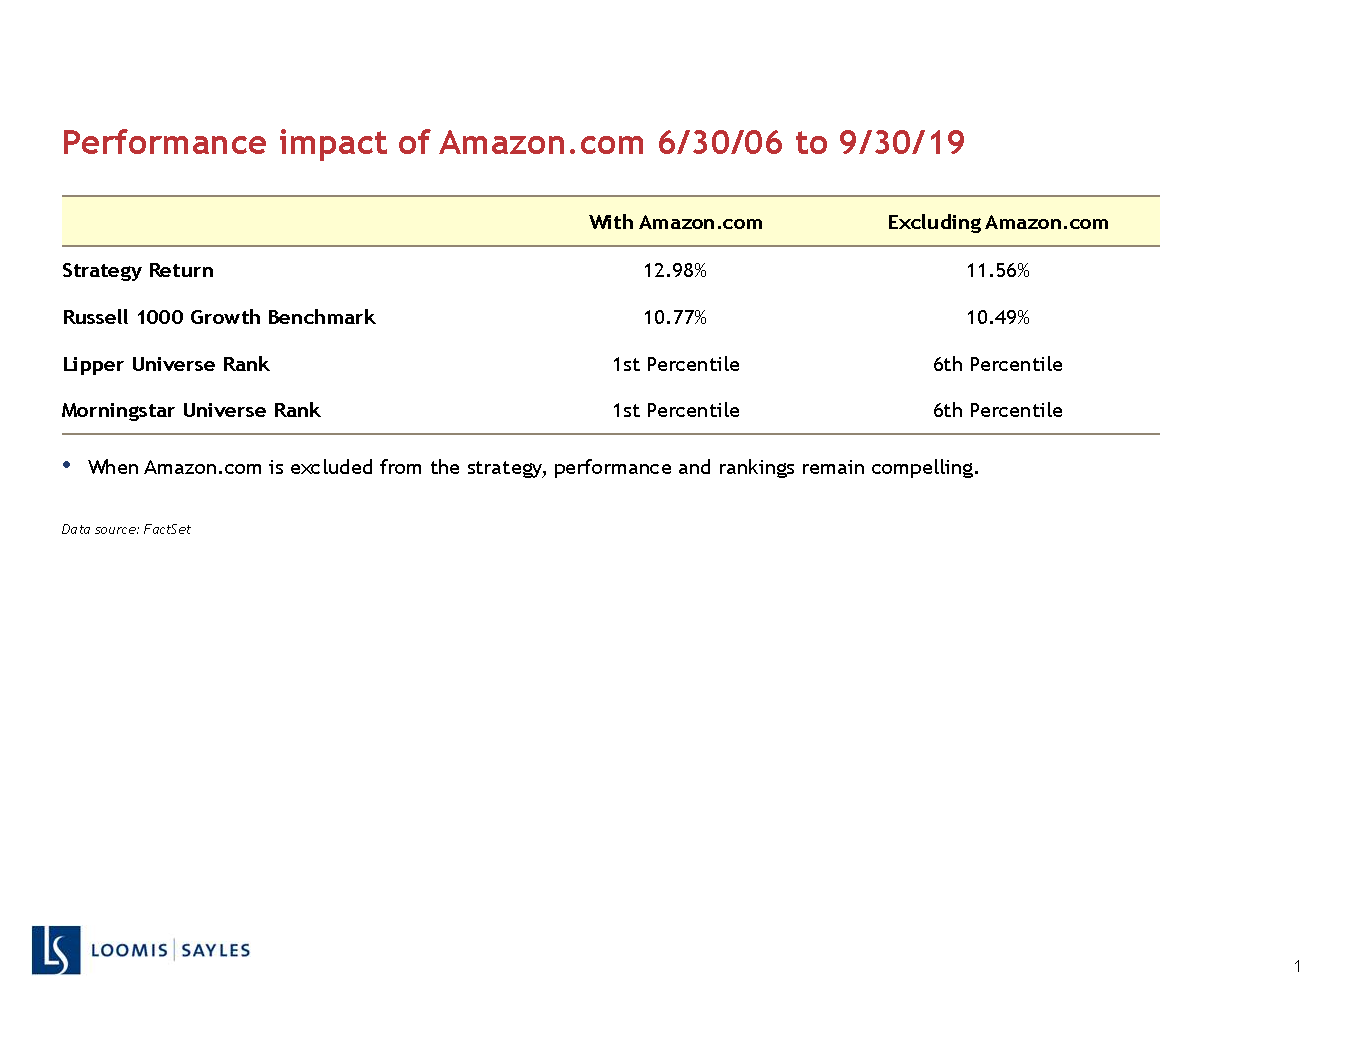 Performance impact of Amazon.com 6/30/06 to 9/30/19
With Amazon.com Excluding Amazon.com
Strategy Return 12.98% 11.56%
Russell 1000 Growth Benchmark 10.77% 10.49%
Lipper Universe Rank 1st Percentile 6th Percentile
Morningstar Universe Rank 1st Percentile 6th Percentile
• When Amazon.com is excluded from the strategy, performance and rankings remain compelling.
Data source: FactSet
LS LOOMIS | SAYLES
1